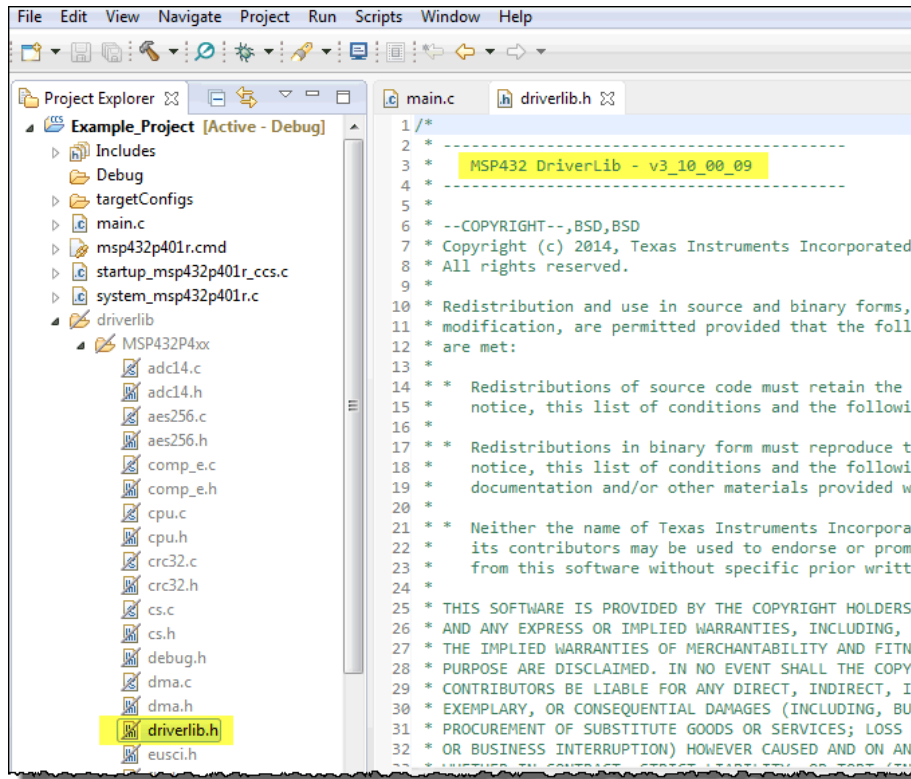 File Edit View Navigate Project Run Scripts Window Help
Project Explorer
Example_Project [Active - Debug]
Includes
Debug
targetConfigs
main.c
msp432p401r.cmd
startup_msp432p401r_ccs.c
system_msp432p401r.c
driverlib
MSP432P4xx
adc14.c
adc14.h
aes256.c
aes256.h
comp_e.c
comp_e.h
cpu.c
cpu.h
crc32.c
crc32.h
cs.c
cs.h
debug.h
dma.c
dma.h
driverlib.h
eusci.h
main.c driverlib.h
1 /*
2 * -------------------------------------------
3 * MSP432 DriverLib - v3_10_00_09
4 * -------------------------------------------
5 *
6 * --COPYRIGHT--,BSD,BSD
7 * Copyright (c) 2014, Texas Instruments Incorporated
8 * All rights reserved.
9 *
10 * Redistribution and use in source and binary forms,
11 * modification, are permitted provided that the foll
12 * are met:
13 *
14 * * Redistributions of source code must retain the
15 * notice, this list of conditions and the followi
16 *
17 * * Redistributions in binary form must reproduce t
18 * notice, this list of conditions and the followi
19 * documentation and/or other materials provided w
20 *
21 * * Neither the name of Texas Instruments Incorpora
22 * its contributors may be used to endorse or prom
23 * from this software without specific prior writt
24 *
25 * THIS SOFTWARE IS PROVIDED BY THE COPYRIGHT HOLDERS
26 * AND ANY EXPRESS OR IMPLIED WARRANTIES, INCLUDING,
27 * THE IMPLIED WARRANTIES OF MERCHANTABILITY AND FITN
28 * PURPOSE ARE DISCLAIMED. IN NO EVENT SHALL THE COPY
29 * CONTRIBUTORS BE LIABLE FOR ANY DIRECT, INDIRECT, I
30 * EXEMPLARY, OR CONSEQUENTIAL DAMAGES (INCLUDING, BU
31 * PROCUREMENT OF SUBSTITUTE GOODS OR SERVICES; LOSS
32 * OR BUSINESS INTERRUPTION) HOWEVER CAUSED AND ON AN